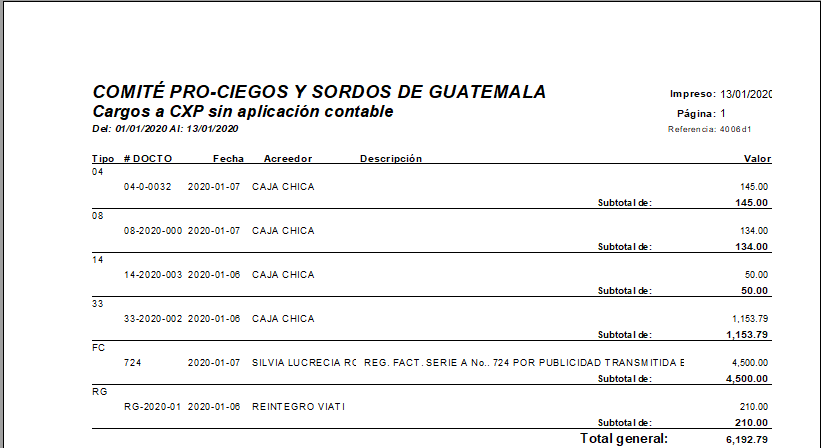 COMITÉ PRO-CIEGOS Y SORDOS DE GUATEMALA Impreso: 13/01/2020
Cargos a CXP sin aplicación contable Página: 1
Del: 01/01/2020 Al: 13/01/2020 Referencia: 4006d1
Tipo # DOCTO Fecha Acreedor Descripción Valor
04
04-0-0032 2020-01-07 CAJA CHICA 145.00
Subtotal de: 145.00
08
08-2020-000 2020-01-07 CAJA CHICA 134.00
Subtotal de: 134.00
14
14-2020-003 2020-01-06 CAJA CHICA 50.00
Subtotal de: 50.00
33
33-2020-002 2020-01-06 CAJA CHICA 1,153.79
Subtotal de: 1,153.79
FC
724 2020-01-07 SILVIA LUCRECIA RO REG. FACT. SERIE A No.. 724 POR PUBLICIDAD TRANSMITIDA E 4,500.00
Subtotal de: 4,500.00
RG
RG-2020-01 2020-01-06 REINTEGRO VIATI 210.00
Subtotal de: 210.00
Total general: 6,192.79